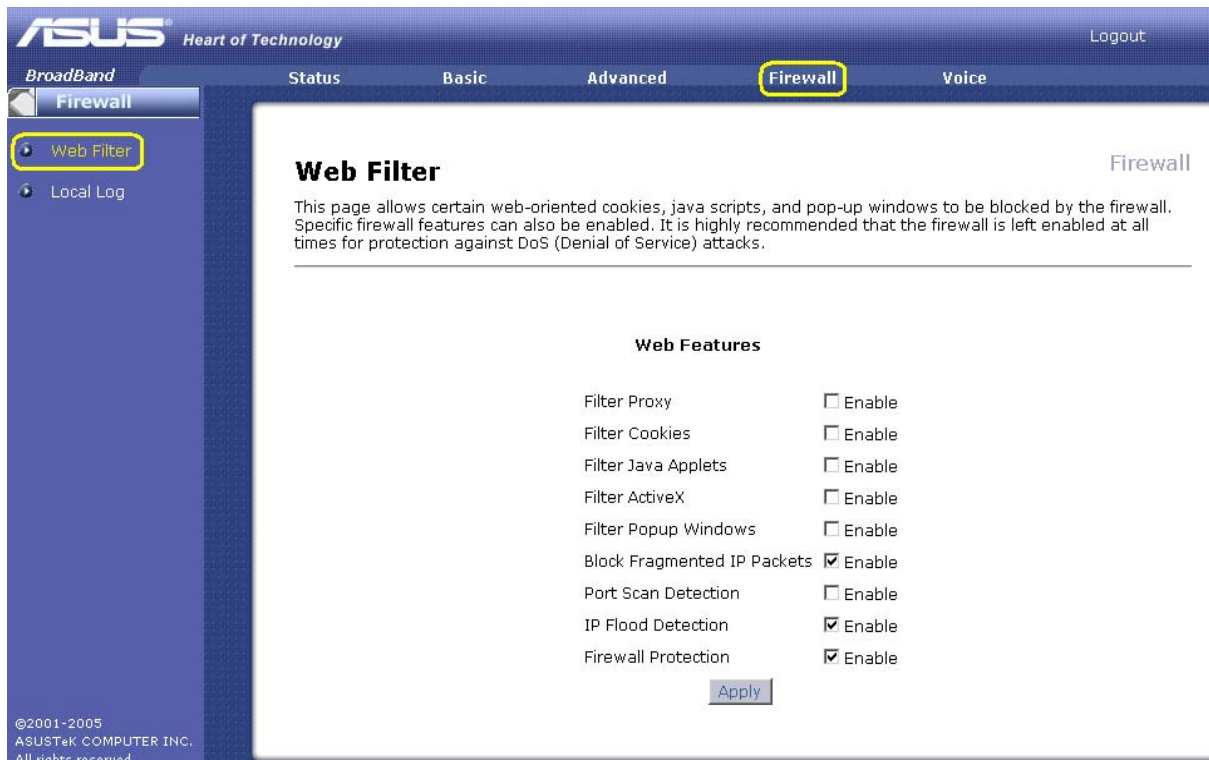 ASUS® Heart of Technology
Logout
BroadBand
Status Basic Advanced Firewall Voice
Firewall
Web Filter
Local Log
Web Filter
Firewall
This page allows certain web-oriented cookies, java scripts, and pop-up windows to be blocked by the firewall.
Specific firewall features can also be enabled. It is highly recommended that the firewall is left enabled at all
times for protection against DoS (Denial of Service) attacks.
Web Features
Filter Proxy Enable
Filter Cookies Enable
Filter Java Applets Enable
Filter ActiveX Enable
Filter Popup Windows Enable
Block Fragmented IP Packets Enable
Port Scan Detection Enable
IP Flood Detection Enable
Firewall Protection Enable
Apply
©2001-2005
ASUSTeK COMPUTER INC.
All rights reserved